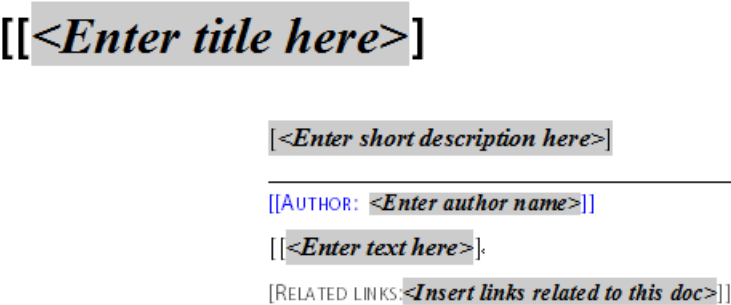 [[<Enter title here>]
[<Enter short description here>]
[[AUTHOR: <Enter author name>]]
[[<Enter text here>].
[RELATED LINKS:<Insert links related to this doc>]]